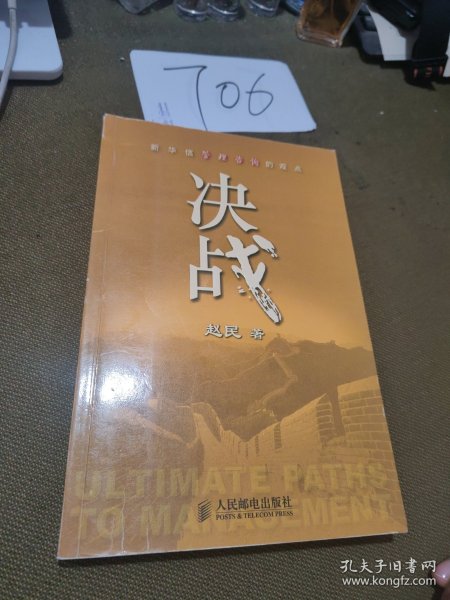 706
新华信管理咨询的观点
决战
赵民 著
ULTIMATE PATHS
TO MANAGEMENT
人民邮电出版社
POSTS & TELECOM PRESS
孔夫子旧书网
www.kongfz.com